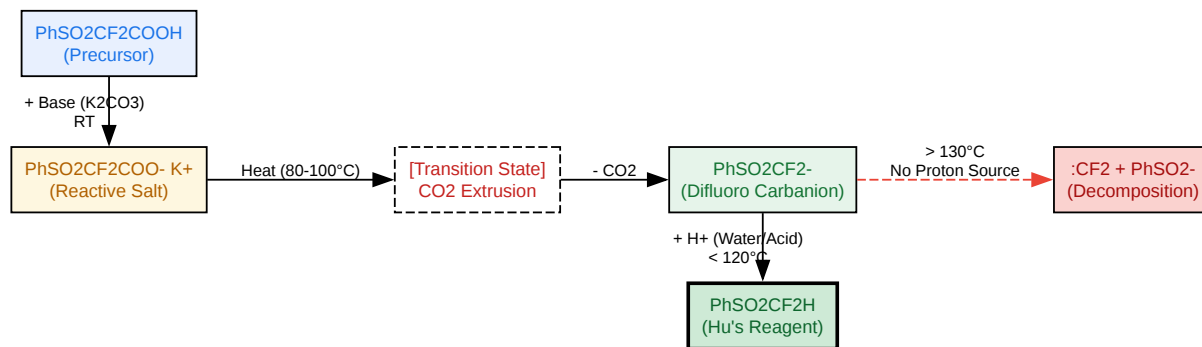 PhSO2CF2COOH
(Precursor)
+ Base (K2CO3)
RT
PhSO2CF2COO- K+
(Reactive Salt)
Heat (80-100°C)
[Transition State]
CO2 Extrusion
- CO2
PhSO2CF2-
(Difluoro Carbanion)
> 130°C
No Proton Source
:CF2 + PhSO2-
(Decomposition)
+ H+ (Water/Acid)
< 120°C
PhSO2CF2H
(Hu's Reagent)